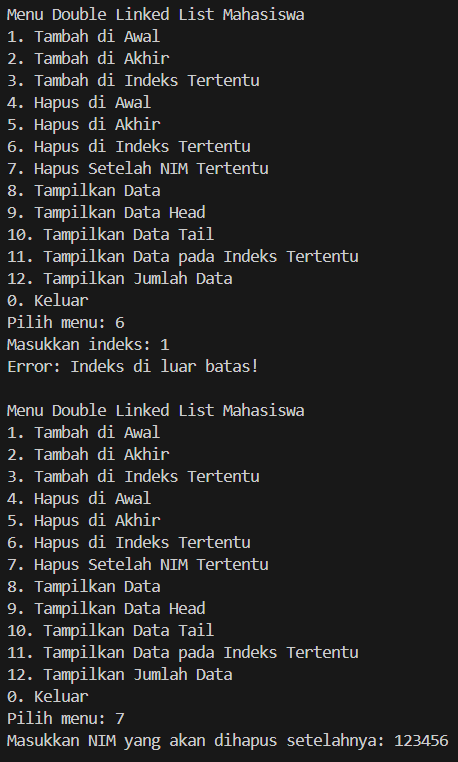 Menu Double Linked List Mahasiswa
1. Tambah di Awal
2. Tambah di Akhir
3. Tambah di Indeks Tertentu
4. Hapus di Awal
5. Hapus di Akhir
6. Hapus di Indeks Tertentu
7. Hapus Setelah NIM Tertentu
8. Tampilkan Data
9. Tampilkan Data Head
10. Tampilkan Data Tail
11. Tampilkan Data pada Indeks Tertentu
12. Tampilkan Jumlah Data
0. Keluar
Pilih menu: 6
Masukkan indeks: 1
Error: Indeks di luar batas!

Menu Double Linked List Mahasiswa
1. Tambah di Awal
2. Tambah di Akhir
3. Tambah di Indeks Tertentu
4. Hapus di Awal
5. Hapus di Akhir
6. Hapus di Indeks Tertentu
7. Hapus Setelah NIM Tertentu
8. Tampilkan Data
9. Tampilkan Data Head
10. Tampilkan Data Tail
11. Tampilkan Data pada Indeks Tertentu
12. Tampilkan Jumlah Data
0. Keluar
Pilih menu: 7
Masukkan NIM yang akan dihapus setelahnya: 123456